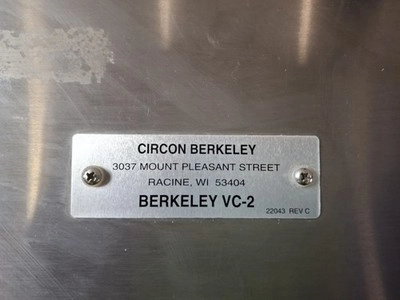 CIRCON BERKELEY
3037 MOUNT PLEASANT STREET
RACINE, WI 53404
BERKELEY VC-2
22043 REV C